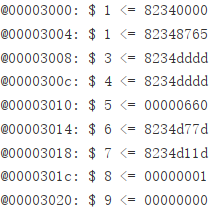 @00003000: $ 1 <= 82340000
@00003004: $ 1 <= 82348765
@00003008: $ 3 <= 8234dddd
@0000300c: $ 4 <= 8234dddd
@00003010: $ 5 <= 00000660
@00003014: $ 6 <= 8234d77d
@00003018: $ 7 <= 8234d11d
@0000301c: $ 8 <= 00000001
@00003020: $ 9 <= 00000000